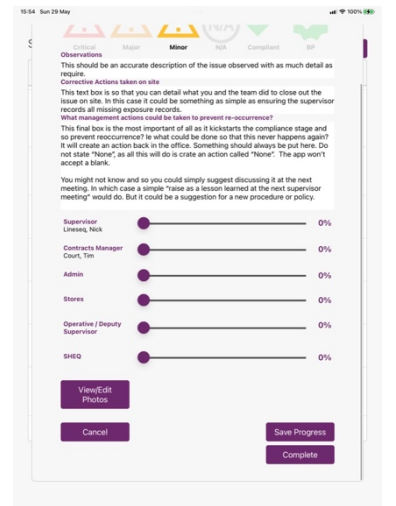 15:54 Sun 29 May
100%
S
N/A
Critical Major Minor N/A Compliant BP
Observations
This should be an accurate description of the issue observed with as much detail as
require.
Corrective Actions taken on site
This text box is so that you can detail what you and the team did to close out the
issue on site. In this case it could be something as simple as ensuring the supervisor
records all missing exposure records.
What management actions could be taken to prevent re-occurrence?
This final box is the most important of all as it kickstarts the compliance stage and
so prevent reoccurrence? Ie what could be done so that this never happens again?
It will create an action back in the office. Something should always be put here. Do
not state “None”, as all this will do is crate an action called “None”. The app won’t
accept a blank.
You might not know and so you could simply suggest discussing it at the next
meeting. In which case a simple “raise as a lesson learned at the next supervisor
meeting” would do. But it could be a suggestion for a new procedure or policy.
Supervisor
Lineseq, Nick
0%
Contracts Manager
Court, Tim
0%
Admin
0%
Stores
0%
Operative / Deputy
Supervisor
0%
SHEQ
0%
View/Edit
Photos
Cancel
Save Progress
Complete